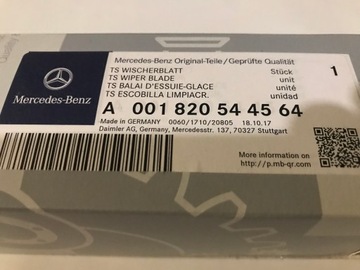 Mercedes-Benz Original-Teile/Geprüfte Qualität
TS WISCHERBLATT Stück 1
TS WIPER BLADE unit
TS BALAI D'ESSUIE-GLACE unité
TS ESCOBILLA LIMPIACR. unidad
Mercedes-Benz
A 001 820 54 45 64
Made in GERMANY 0060/1710/20805 18.10.17
Daimler AG, Germany, Mercedesstr. 137, 70327 Stuttgart
More information on
http://p.mb-qr.com